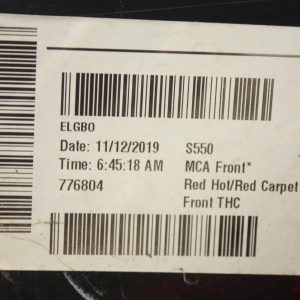 ELGBO
Date: 11/12/2019 S550
Time: 6:45:18 AM MCA Front*
776804 Red Hot/Red Carpet
Front THC